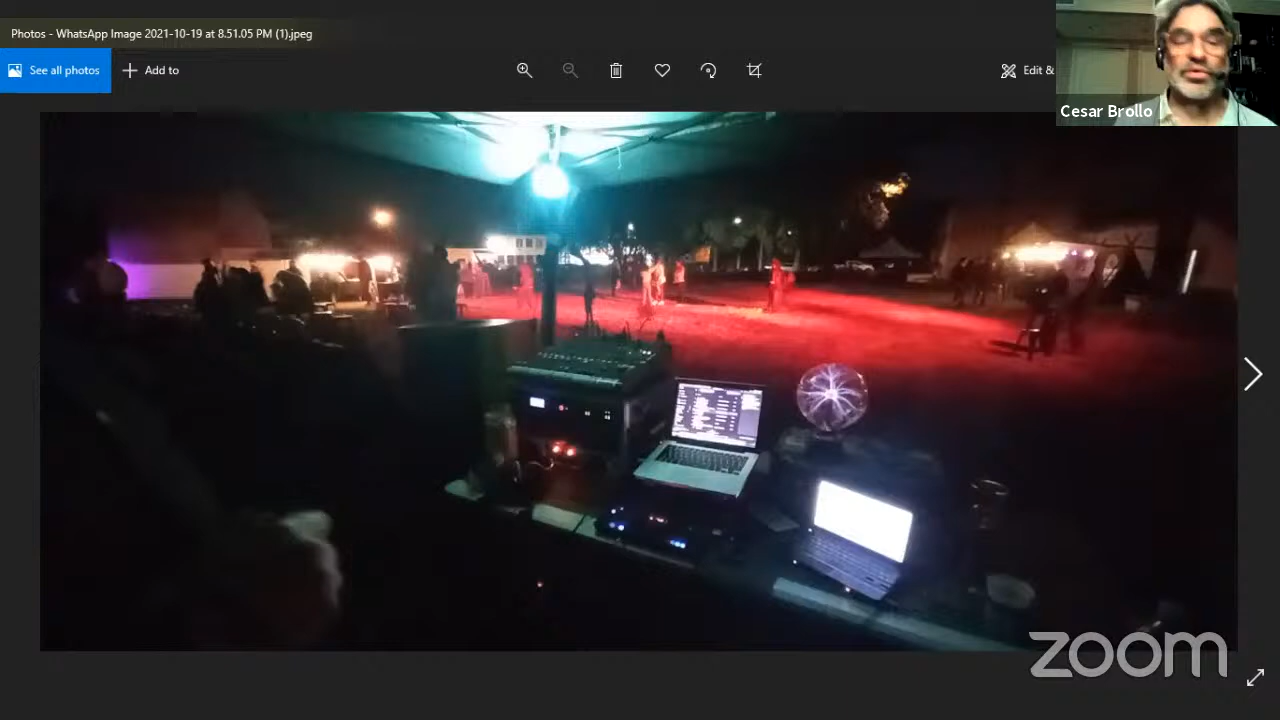 Photos - WhatsApp Image 2021-10-19 at 8.51.05 PM (1).jpeg
See all photos
Add to
Edit &
Cesar Brollo
zoom